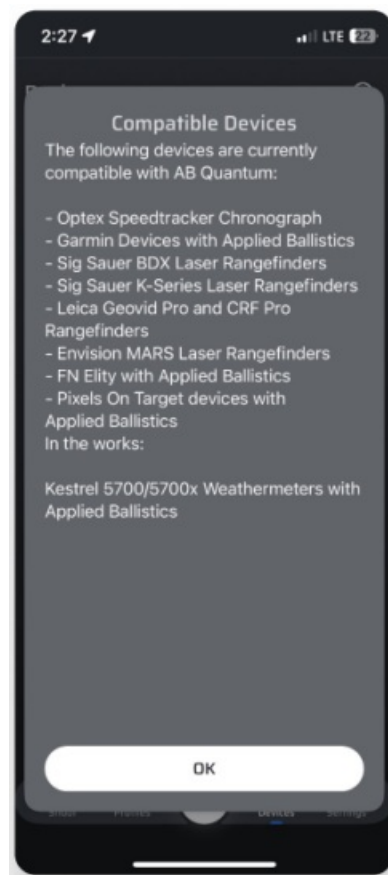 2:27
LTE 22
Compatible Devices
The following devices are currently
compatible with AB Quantum:
- Optex Speedtracker Chronograph
- Garmin Devices with Applied Ballistics
- Sig Sauer BDX Laser Rangefinders
- Sig Sauer K-Series Laser Rangefinders
- Leica Geovid Pro and CRF Pro
Rangefinders
- Envision MARS Laser Rangefinders
- FN Elity with Applied Ballistics
- Pixels On Target devices with
Applied Ballistics
In the works:
Kestrel 5700/5700x Weathermeters with
Applied Ballistics
OK
Devices
Settings